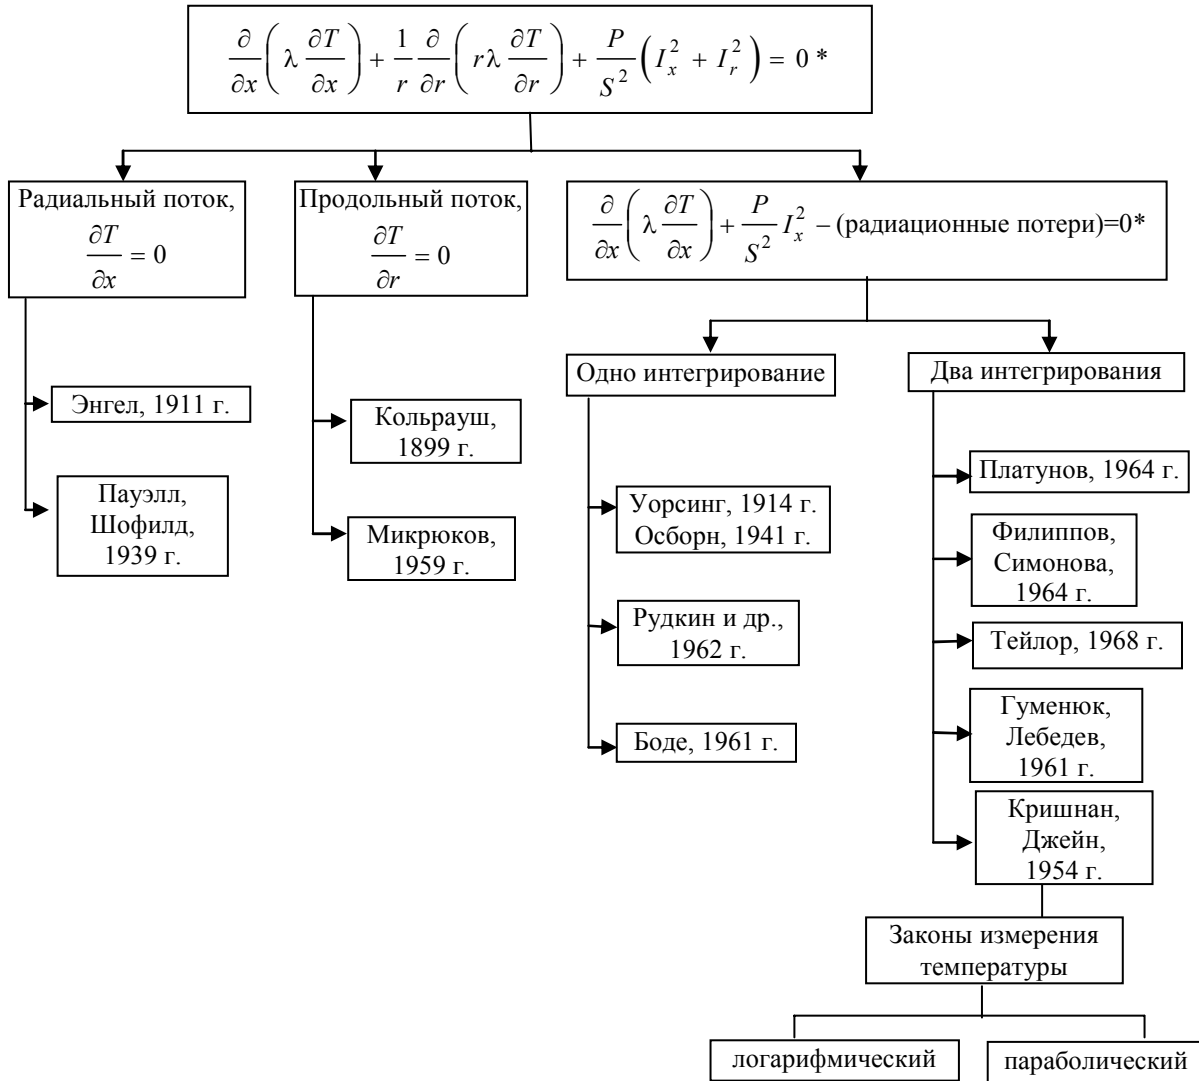 ∂/∂x (λ ∂T/∂x) + 1/r ∂/∂r (rλ ∂T/∂r) + P/S² (I_x² + I_r²) = 0 *
Радиальный поток,
∂T/∂x = 0
Продольный поток,
∂T/∂r = 0
∂/∂x (λ ∂T/∂x) + P/S² I_x² – (радиационные потери)=0*
Энгел, 1911 г.
Пауэлл,
Шофилд,
1939 г.
Кольрауш,
1899 г.
Микрюков,
1959 г.
Одно интегрирование
Уорсинг, 1914 г.
Осборн, 1941 г.
Рудкин и др.,
1962 г.
Боде, 1961 г.
Два интегрирования
Платунов, 1964 г.
Филиппов,
Симонова,
1964 г.
Тейлор, 1968 г.
Гуменюк,
Лебедев,
1961 г.
Кришнан,
Джейн,
1954 г.
Законы измерения
температуры
логарифмический
параболический